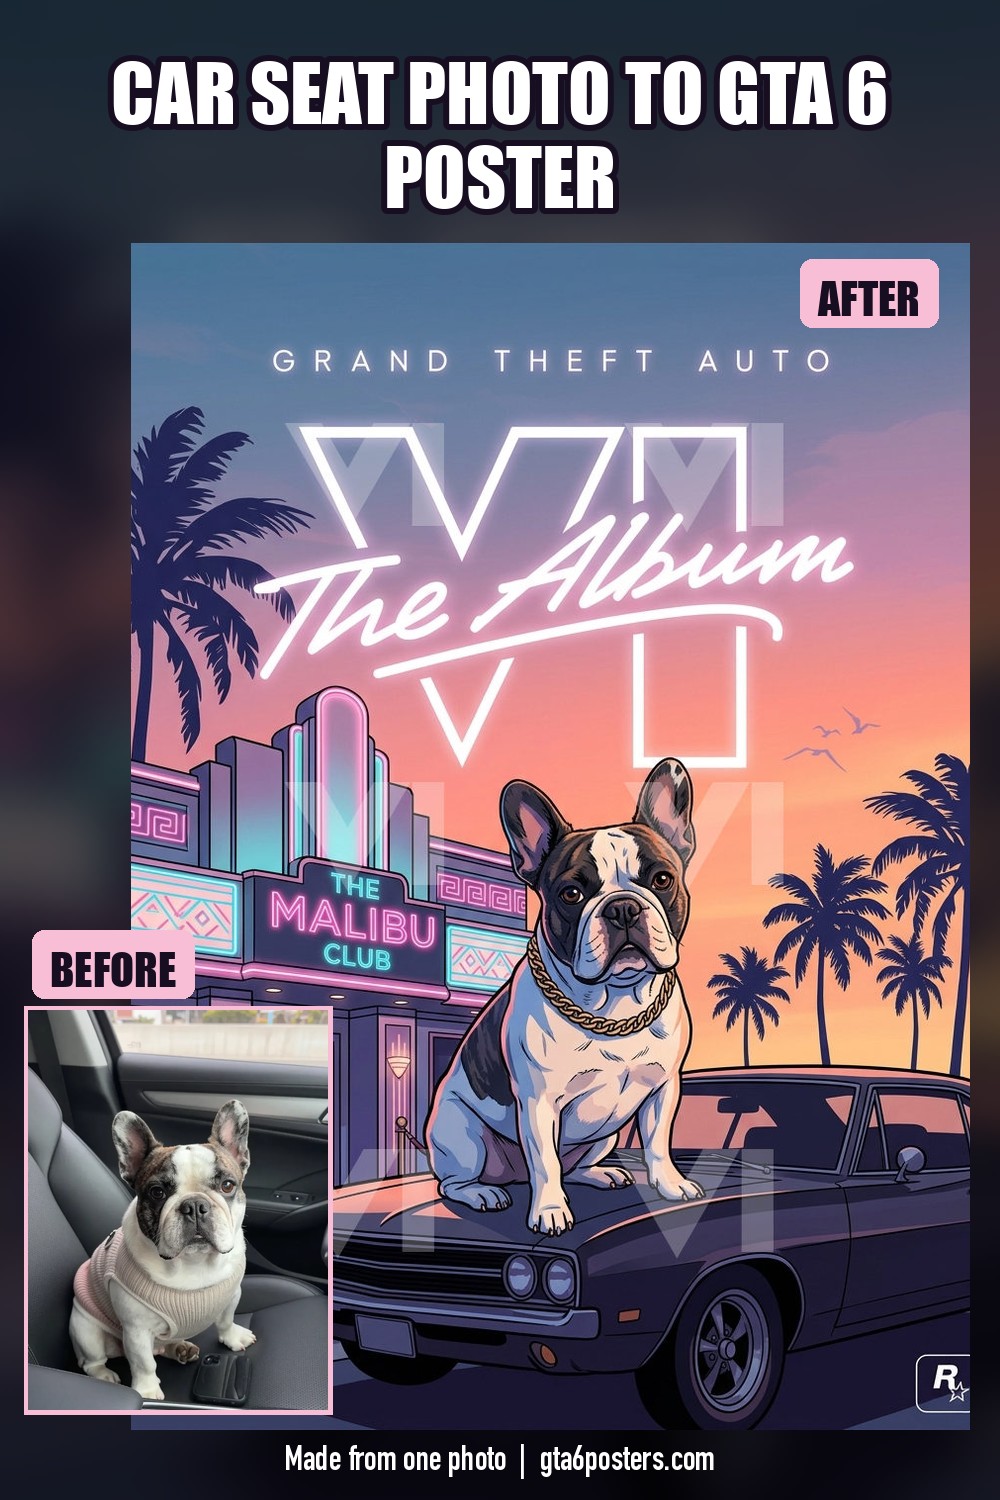 CAR SEAT PHOTO TO GTA 6
POSTER
AFTER
GRAND THEFT AUTO
VI
The Album
THE
MALIBU
CLUB
BEFORE
R
Made from one photo | gta6posters.com